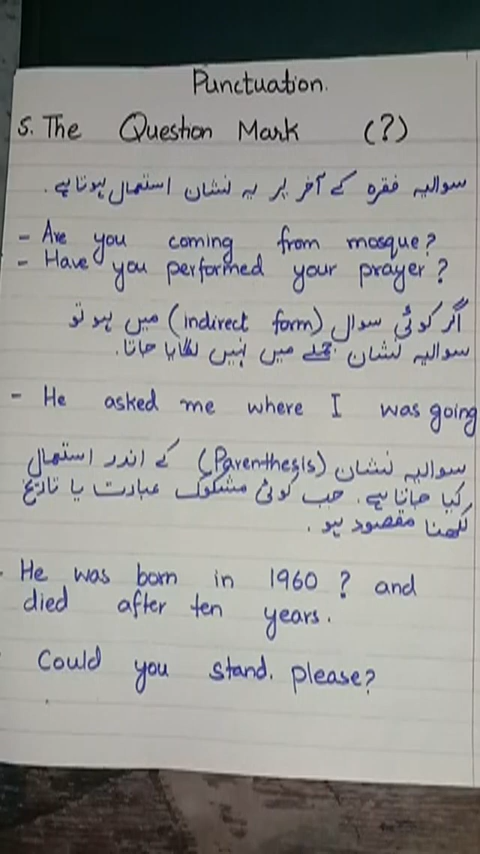 Punctuation.
5. The Question Mark (?)
سوالیہ فقرہ کے آخر پر یہ نشان استعمال ہوتا ہے.
- Are you coming from mosque?
- Have you performed your prayer?
اگر کوئی سوال (indirect form) میں ہو تو
سوالیہ نشان جملے میں نہیں لگایا جاتا.
- He asked me where I was going
سوالیہ نشان (Parenthesis) کے اندر استعمال
کیا جاتا ہے. جب کوئی مشکوک عبادت یا تاریخ
لکھنا مقصود ہو.
- He was born in 1960 ? and
died after ten years.
- Could you stand. please?